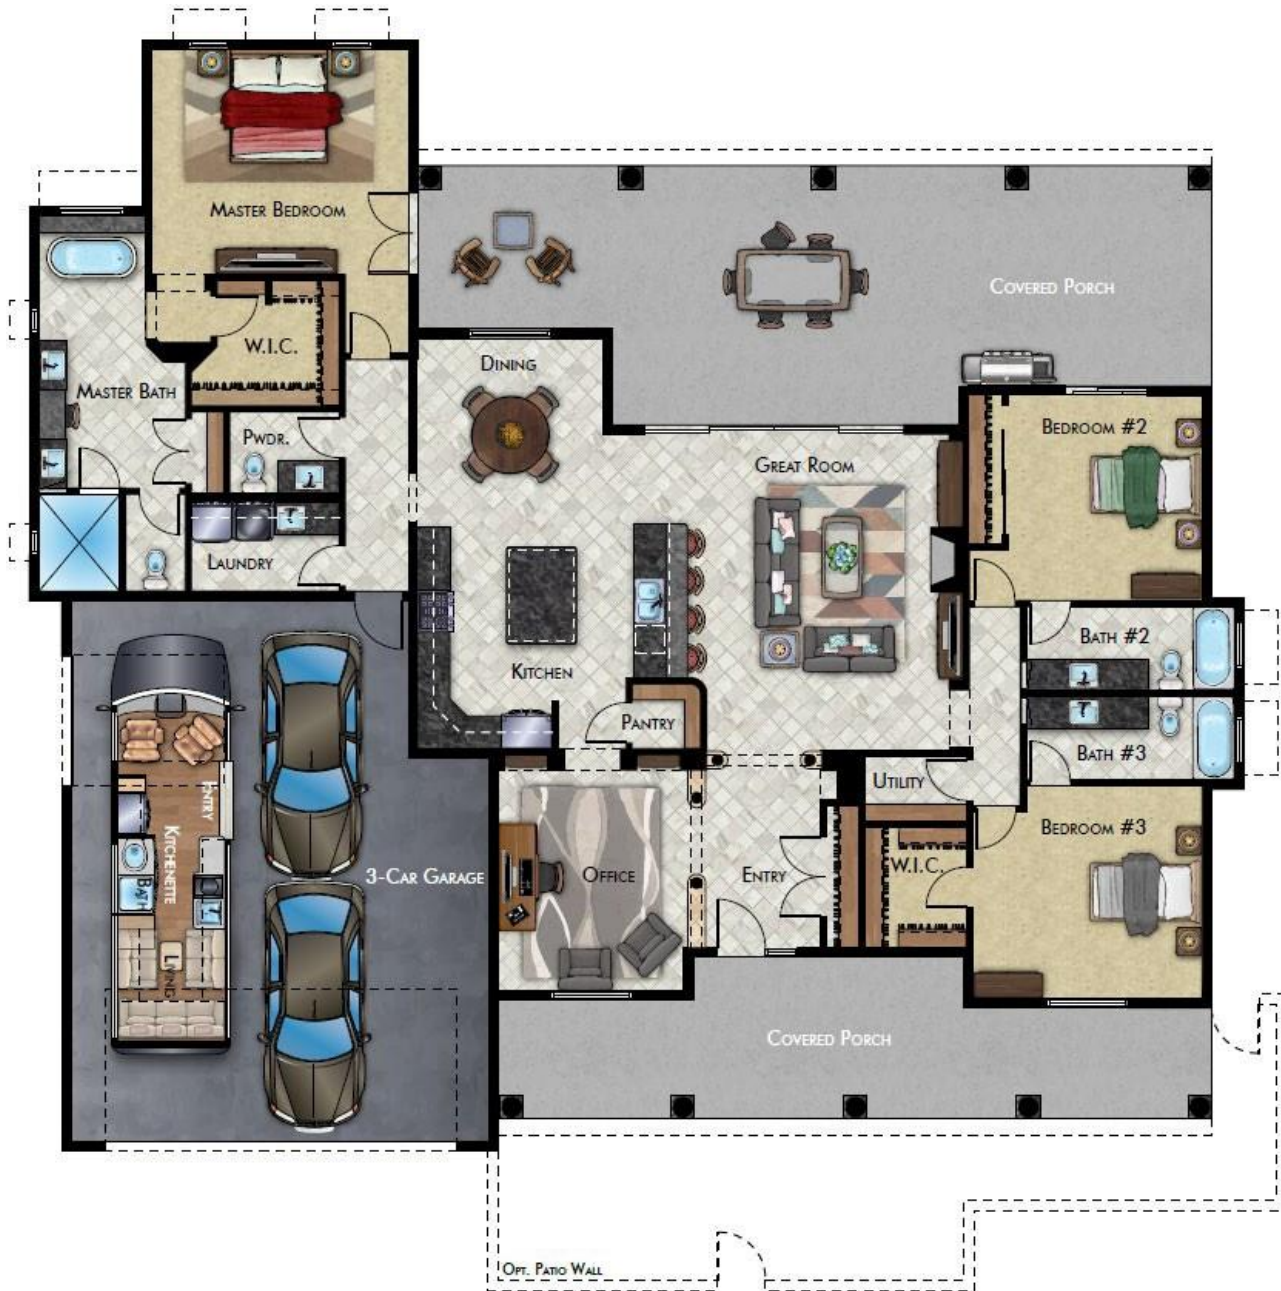 Master Bedroom
Covered Porch
W.I.C.
Dining
Master Bath
Pwdr.
Bedroom #2
Great Room
Laundry
Kitchen
Bath #2
Pantry
Bath #3
Utility
Entry
Kitchenette
Bath
Living
3-Car Garage
Office
Entry
W.I.C.
Bedroom #3
Covered Porch
Opt. Patio Wall